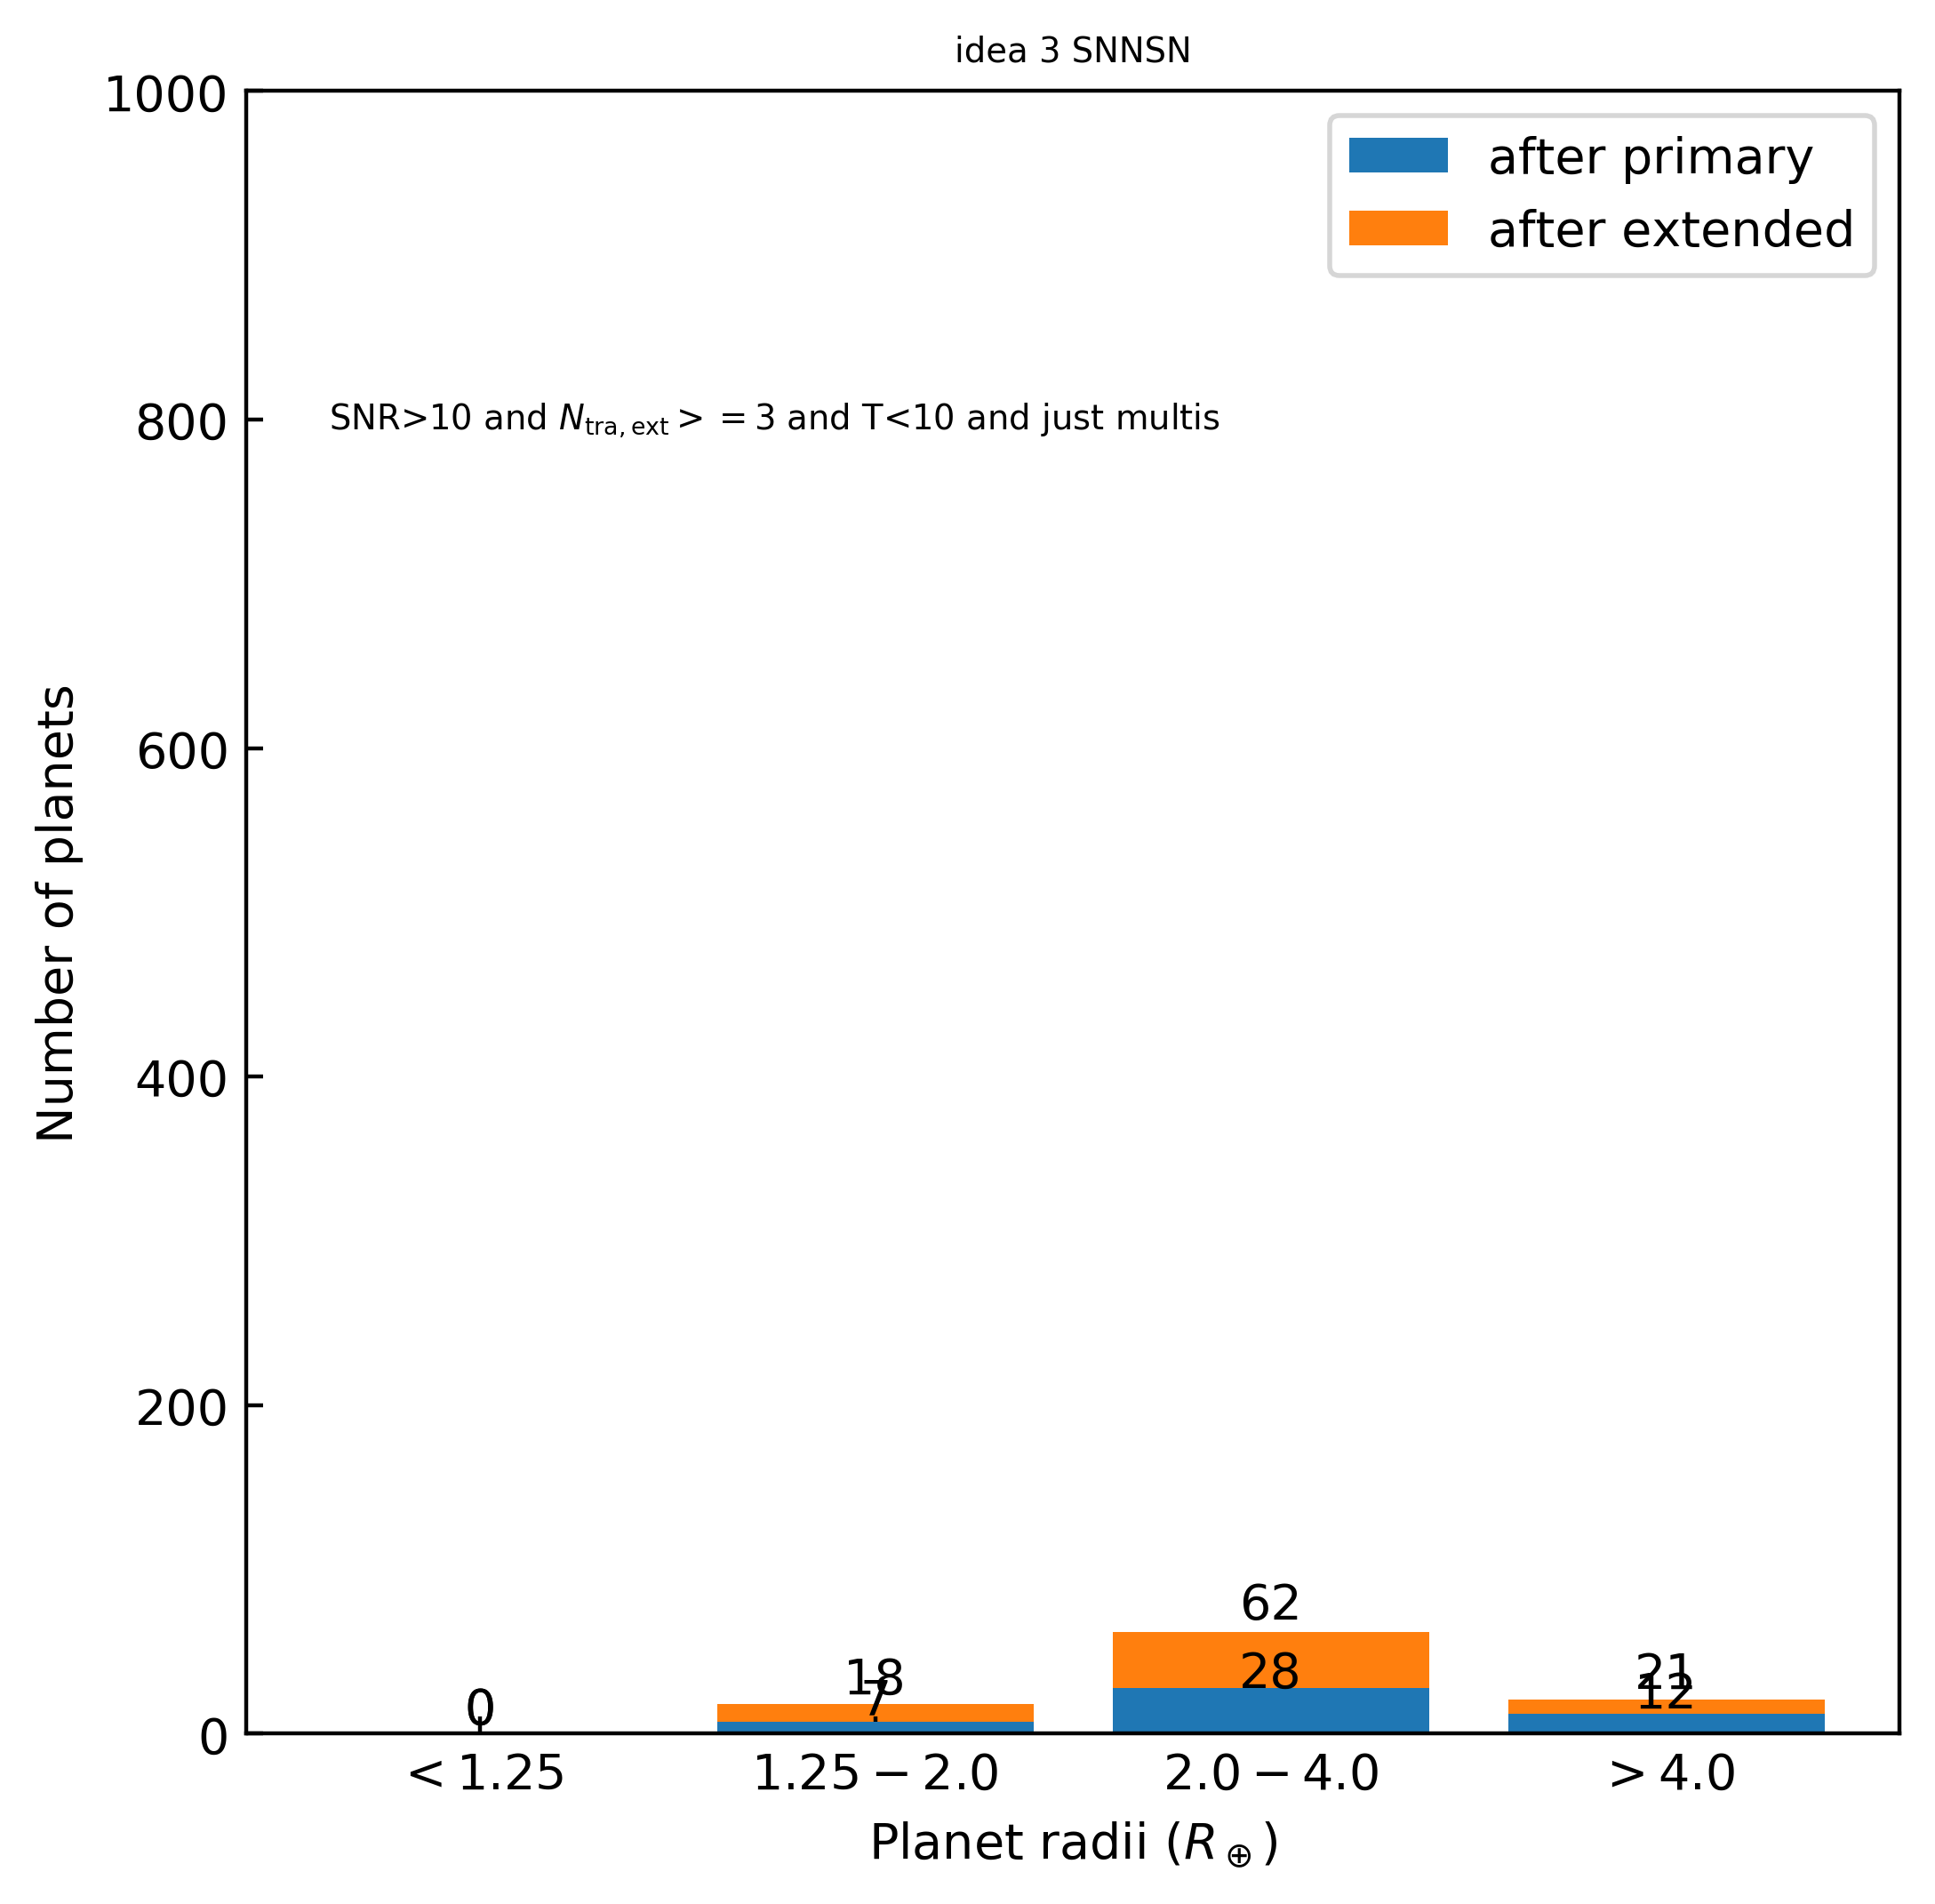 idea 3 SNNSN
1000
after primary
after extended
800
SNR>10 and N_tra,ext >=3 and T<10 and just multis
600
Number of planets
400
200
62
28
18
7
21
12
0
0
<1.25
1.25−2.0
2.0−4.0
>4.0
Planet radii (R⊕)